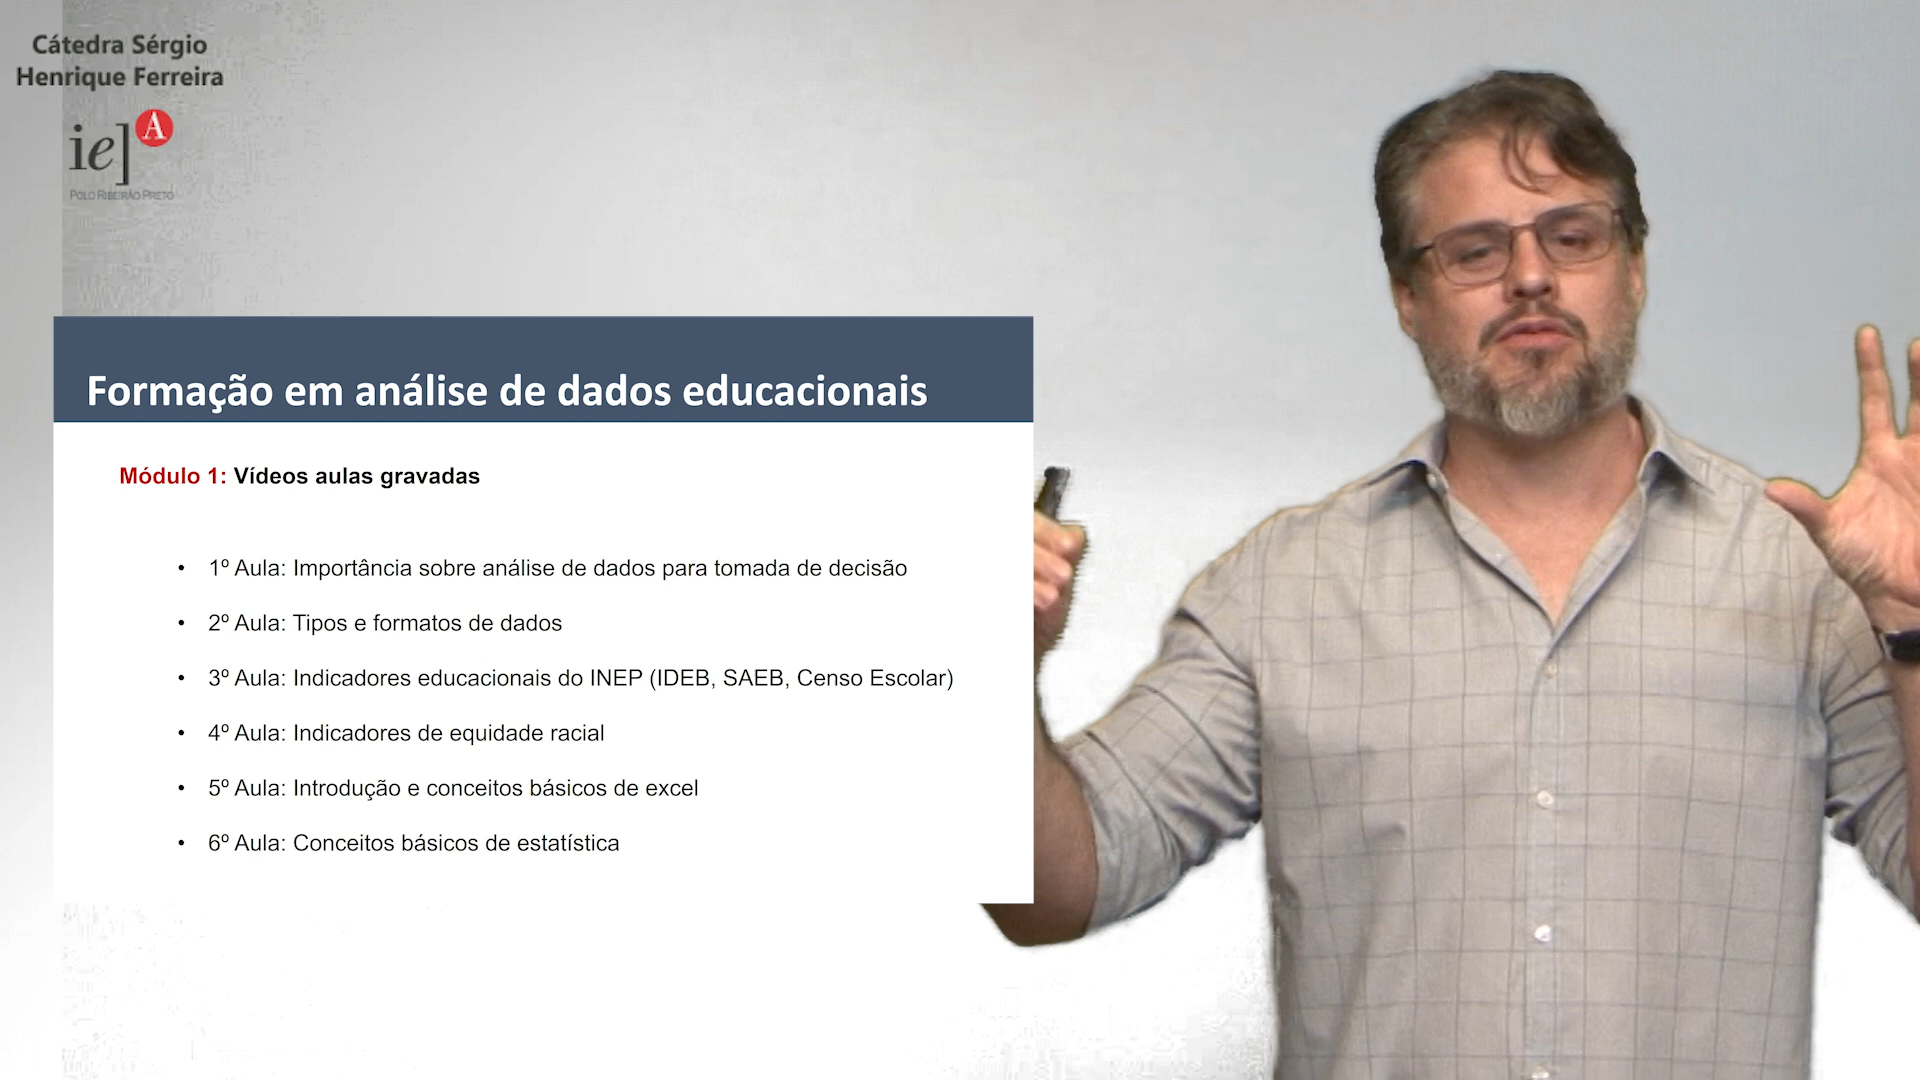 Cátedra Sérgio
Henrique Ferreira
ie]A
POLO RIBEIRÃO PRETO
Formação em análise de dados educacionais
Módulo 1: Vídeos aulas gravadas
• 1º Aula: Importância sobre análise de dados para tomada de decisão
• 2º Aula: Tipos e formatos de dados
• 3º Aula: Indicadores educacionais do INEP (IDEB, SAEB, Censo Escolar)
• 4º Aula: Indicadores de equidade racial
• 5º Aula: Introdução e conceitos básicos de excel
• 6º Aula: Conceitos básicos de estatística